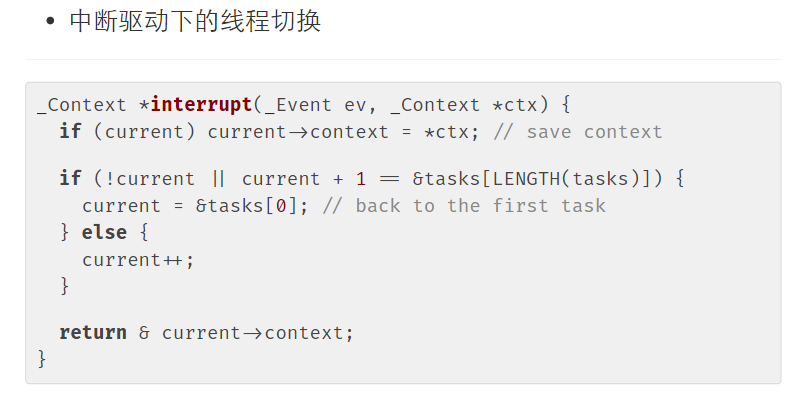 • 中断驱动下的线程切换
_Context *interrupt(_Event ev, _Context *ctx) {
  if (current) current->context = *ctx; // save context
  if (!current || current + 1 == &tasks[LENGTH(tasks)]) {
    current = &tasks[0]; // back to the first task
  } else {
    current++;
  }
  return & current->context;
}